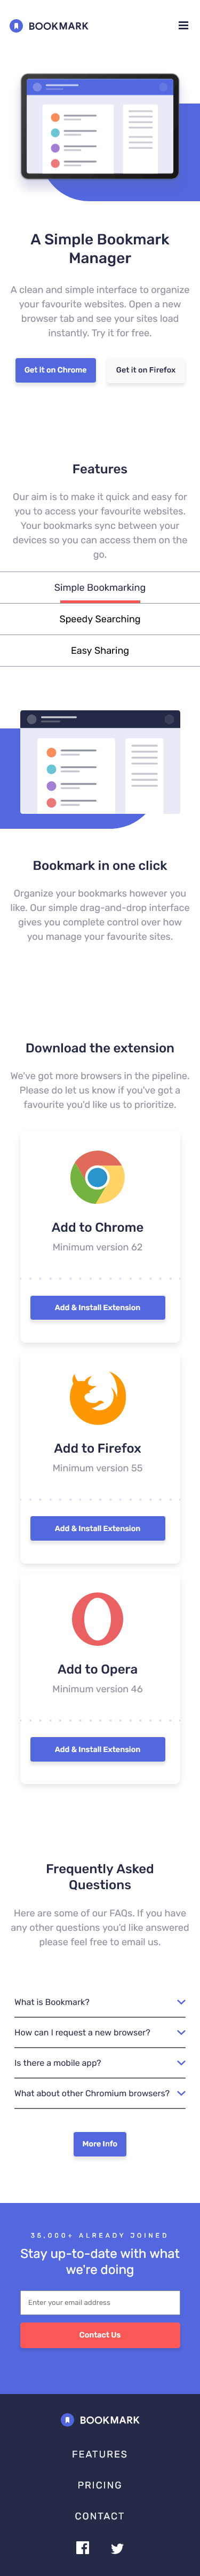 BOOKMARK
A Simple Bookmark
Manager
A clean and simple interface to organize
your favourite websites. Open a new
browser tab and see your sites load
instantly. Try it for free.
Get it on Chrome
Get it on Firefox
Features
Our aim is to make it quick and easy for
you to access your favourite websites.
Your bookmarks sync between your
devices so you can access them on the
go.
Simple Bookmarking
Speedy Searching
Easy Sharing
Bookmark in one click
Organize your bookmarks however you
like. Our simple drag-and-drop interface
gives you complete control over how
you manage your favourite sites.
Download the extension
We've got more browsers in the pipeline.
Please do let us know if you've got a
favourite you'd like us to prioritize.
Add to Chrome
Minimum version 62
Add & Install Extension
Add to Firefox
Minimum version 55
Add & Install Extension
Add to Opera
Minimum version 46
Add & Install Extension
Frequently Asked
Questions
Here are some of our FAQs. If you have
any other questions you'd like answered
please feel free to email us.
What is Bookmark?
How can I request a new browser?
Is there a mobile app?
What about other Chromium browsers?
More Info
35,000+ ALREADY JOINED
Stay up-to-date with what
we're doing
Enter your email address
Contact Us
BOOKMARK
FEATURES
PRICING
CONTACT